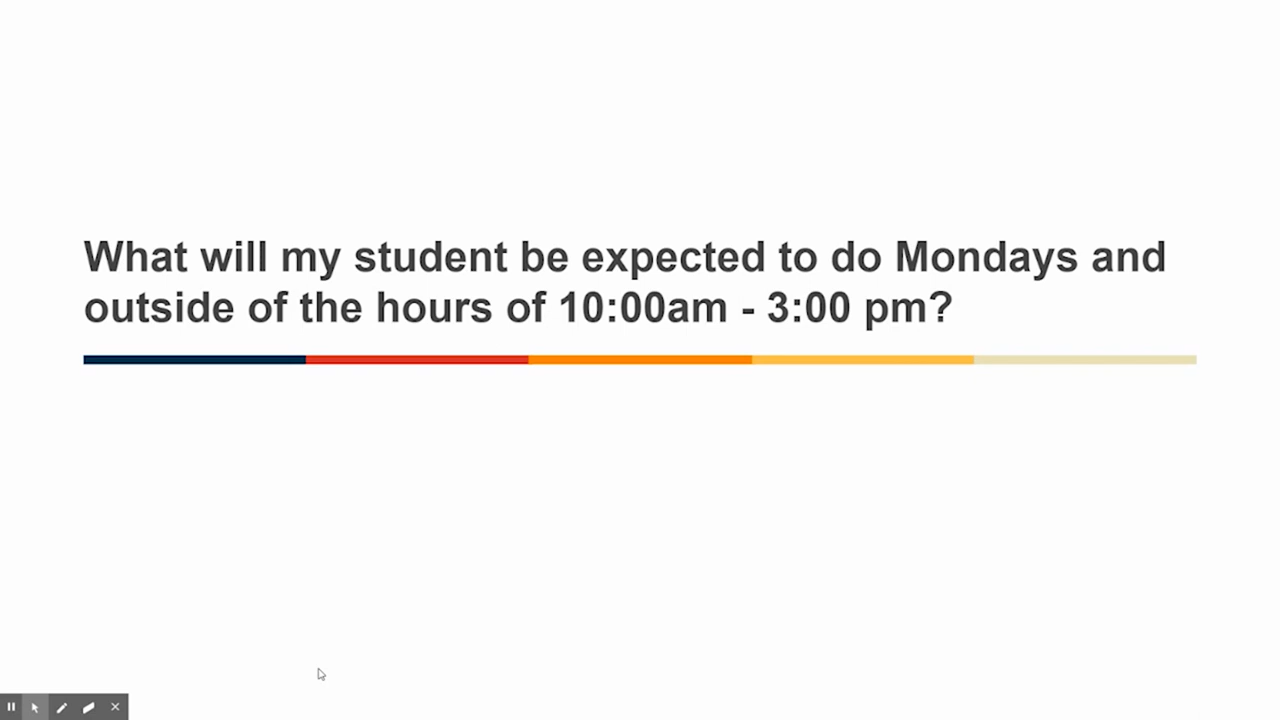 What will my student be expected to do Mondays and
outside of the hours of 10:00am - 3:00 pm?